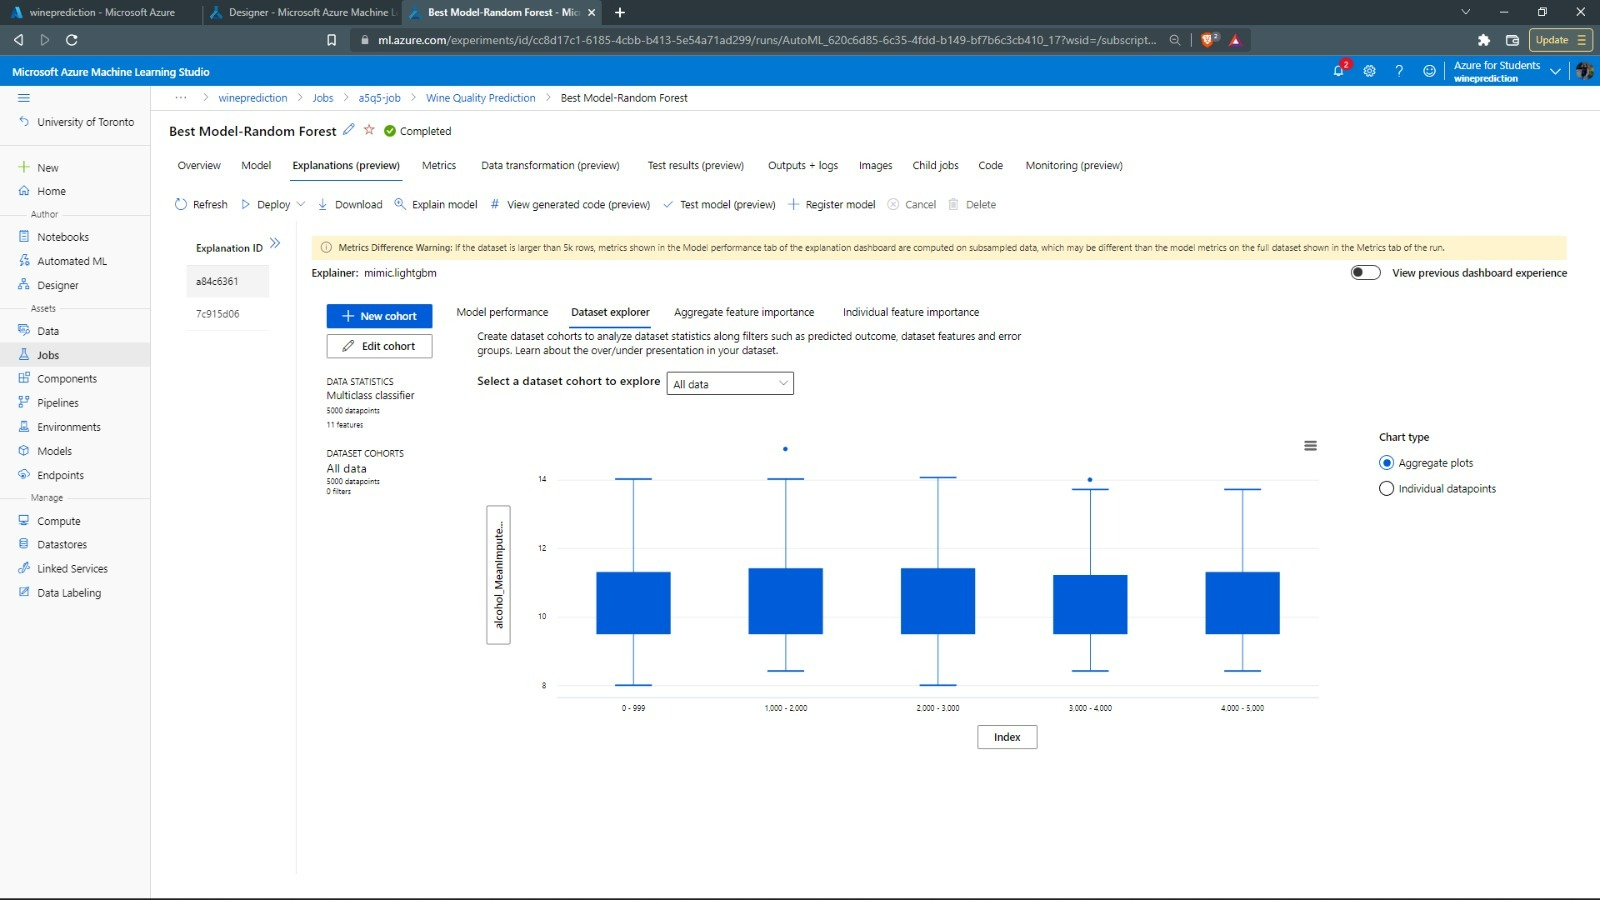 wineprediction - Microsoft Azure
Designer - Microsoft Azure Machine L
Best Model-Random Forest - Mic
ml.azure.com/experiments/id/cc8d17c1-6185-4cbb-b413-5e54a71ad299/runs/AutoML_620c6d85-6c35-4fdd-b149-bf7b6c3cb410_17?wsid=/subscript...
2
Update
Microsoft Azure Machine Learning Studio
2
?
Azure for Students
wineprediction
University of Toronto
New
Home
Author
Notebooks
Automated ML
Designer
Assets
Data
Jobs
Components
Pipelines
Environments
Models
Endpoints
Manage
Compute
Datastores
Linked Services
Data Labeling
... > wineprediction > Jobs > a5q5-job > Wine Quality Prediction > Best Model-Random Forest
Best Model-Random Forest Completed
Overview Model Explanations (preview) Metrics Data transformation (preview) Test results (preview) Outputs + logs Images Child jobs Code Monitoring (preview)
Refresh Deploy Download Explain model # View generated code (preview) Test model (preview) Register model Cancel Delete
Explanation ID
a84c6361
7c915d06
Metrics Difference Warning: If the dataset is larger than 5k rows, metrics shown in the Model performance tab of the explanation dashboard are computed on subsampled data, which may be different than the model metrics on the full dataset shown in the Metrics tab of the run.
Explainer: mimic.lightgbm
View previous dashboard experience
New cohort
Edit cohort
DATA STATISTICS
Multiclass classifier
5000 datapoints
11 features
DATASET COHORTS
All data
5000 datapoints
0 filters
Model performance Dataset explorer Aggregate feature importance Individual feature importance
Create dataset cohorts to analyze dataset statistics along filters such as predicted outcome, dataset features and error
groups. Learn about the over/under presentation in your dataset.
Select a dataset cohort to explore All data
alcohol_MeanImpute...
14
12
10
8
0 - 999
1,000 - 2,000
2,000 - 3,000
3,000 - 4,000
4,000 - 5,000
Index
Chart type
Aggregate plots
Individual datapoints